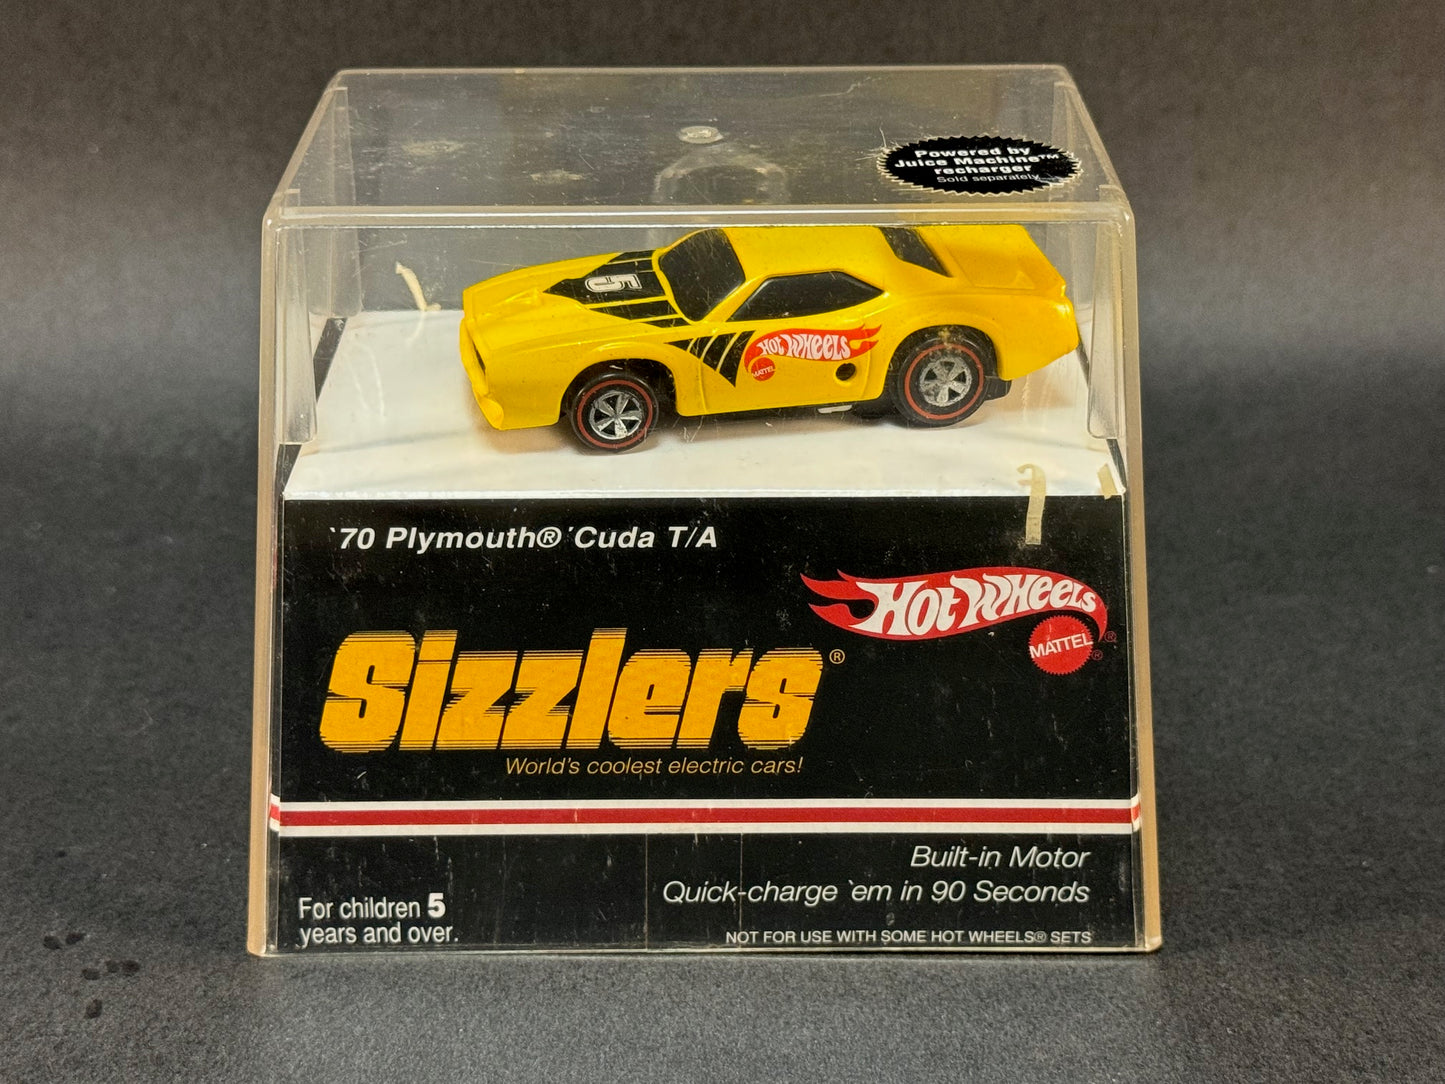 Powered by
Juice Machine™
recharger
Sold separately
5
Hot Wheels
MATTEL
`70 Plymouth® ´Cuda T/A
Hot Wheels®
MATTEL®
Sizzlers®
World's coolest electric cars!
Built-in Motor
Quick-charge `em in 90 Seconds
For children 5
years and over.
NOT FOR USE WITH SOME HOT WHEELS® SETS